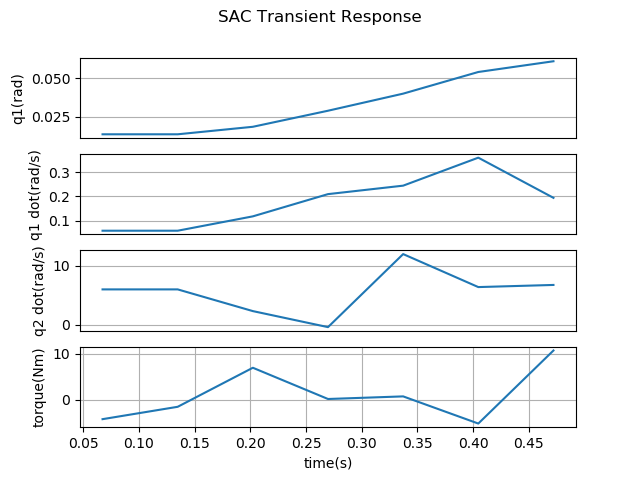 SAC Transient Response
q1(rad)
0.050
0.025
q1 dot(rad/s)
0.3
0.2
0.1
q2 dot(rad/s)
10
0
torque(Nm)
10
0
0.05 0.10 0.15 0.20 0.25 0.30 0.35 0.40 0.45
time(s)